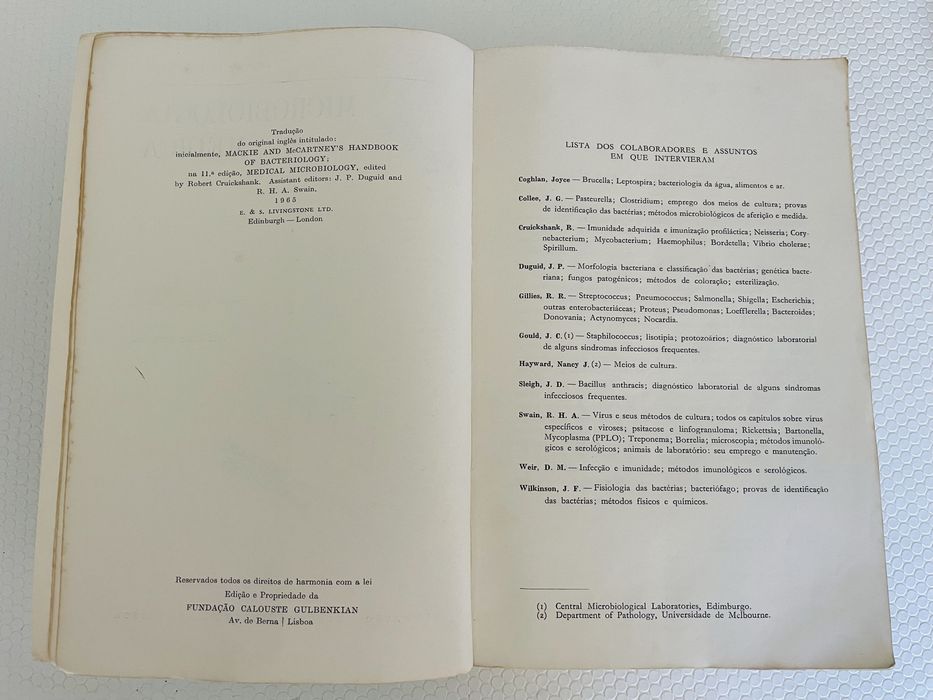 Tradução
do original inglês intitulado:
inicialmente, MACKIE AND McCARTNEY'S HANDBOOK
OF BACTERIOLOGY;
na 11.ª edição, MEDICAL MICROBIOLOGY, edited
by Robert Cruickshank. Assistant editors: J. P. Duguid and
R. H. A. Swain.
1965
E. & S. LIVINGSTONE LTD.
Edinburgh — London
Reservados todos os direitos de harmonia com a lei
Edição e Propriedade da
FUNDAÇÃO CALOUSTE GULBENKIAN
Av. de Berna | Lisboa
LISTA DOS COLABORADORES E ASSUNTOS
EM QUE INTERVIERAM
Coghlan, Joyce — Brucella; Leptospira; bacteriologia da água, alimentos e ar.
Collee, J. G. — Pasteurella; Clostridium; emprego dos meios de cultura; provas
de identificação das bactérias; métodos microbiológicos de aferição e medida.
Cruickshank, R. — Imunidade adquirida e imunização profiláctica; Neisseria; Cory-
nebacterium; Mycobacterium; Haemophilus; Bordetella; Vibrio cholerae;
Spirillum.
Duguid, J. P. — Morfologia bacteriana e classificação das bactérias; genética bacte-
riana; fungos patogénicos; métodos de coloração; esterilização.
Gillies, R. R. — Streptococcus; Pneumococcus; Salmonella; Shigella; Escherichia;
outras enterobacteriáceas; Proteus; Pseudomonas; Loefflerella; Bacteroides;
Donovania; Actynomyces; Nocardia.
Gould, J. C. (1) — Staphilococcus; lisotipia; protozoários; diagnóstico laboratorial
de alguns síndromas infecciosos frequentes.
Hayward, Nancy J. (2) — Meios de cultura.
Sleigh, J. D. — Bacillus anthracis; diagnóstico laboratorial de alguns síndromas
infecciosos frequentes.
Swain, R. H. A. — Virus e seus métodos de cultura; todos os capítulos sobre virus
específicos e viroses; psitacose e linfogranuloma; Rickettsia; Bartonella,
Mycoplasma (PPLO); Treponema; Borrelia; microscopia; métodos imunoló-
gicos e serológicos; animais de laboratório: seu emprego e manutenção.
Weir, D. M. — Infecção e imunidade; métodos imunológicos e serológicos.
Wilkinson, J. F. — Fisiologia das bactérias; bacteriófago; provas de identificação
das bactérias; métodos físicos e químicos.
(1) Central Microbiological Laboratories, Edimburgo.
(2) Department of Pathology, Universidade de Melbourne.